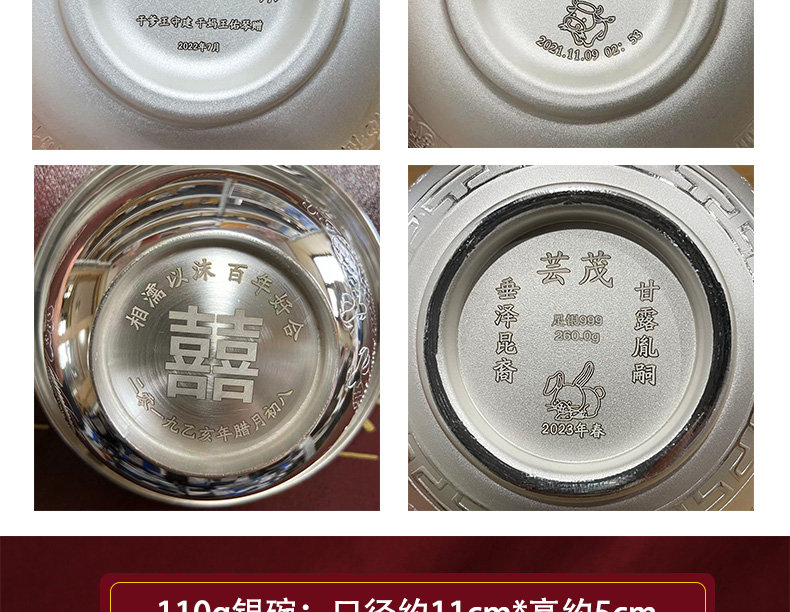 干爹王守建 干妈王佑琴赠
2022年7月
2021.11.09 02：53
相濡以沫 百年好合
囍
二零一九乙亥年腊月初八
芸茂
垂泽昆裔
甘露胤嗣
足银999
260.0g
2023年春
110g银碗：口径约11cm*高约5cm